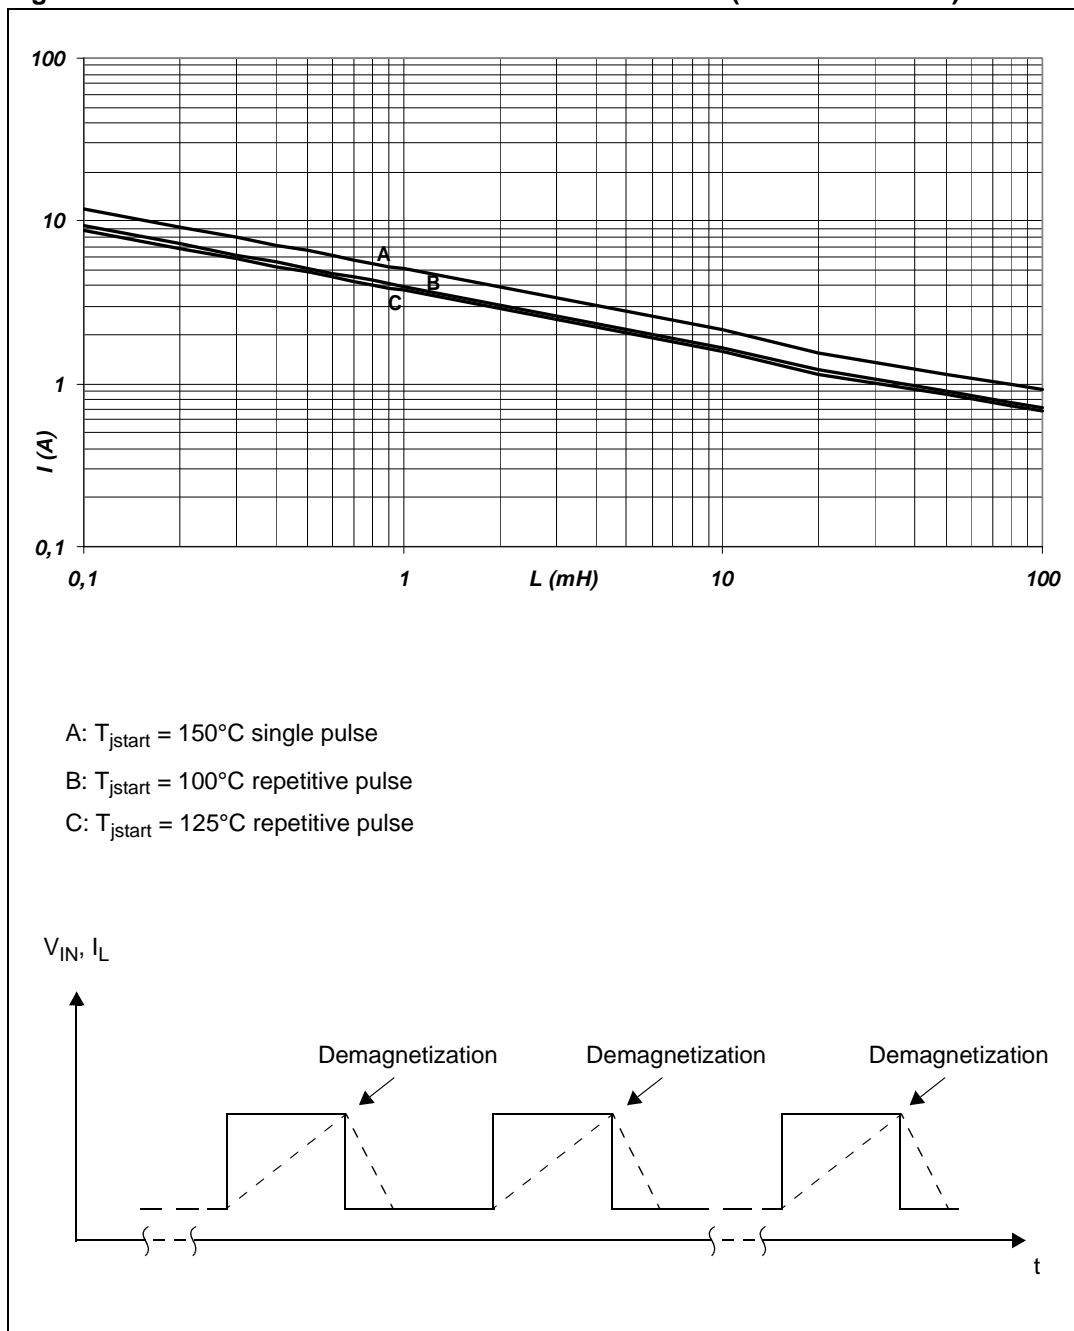 100
10
1
0,1
I (A)
A
B
C
0,1
1
L (mH)
10
100
A: Tjstart = 150°C single pulse
B: Tjstart = 100°C repetitive pulse
C: Tjstart = 125°C repetitive pulse
VIN, IL
Demagnetization
Demagnetization
Demagnetization
t